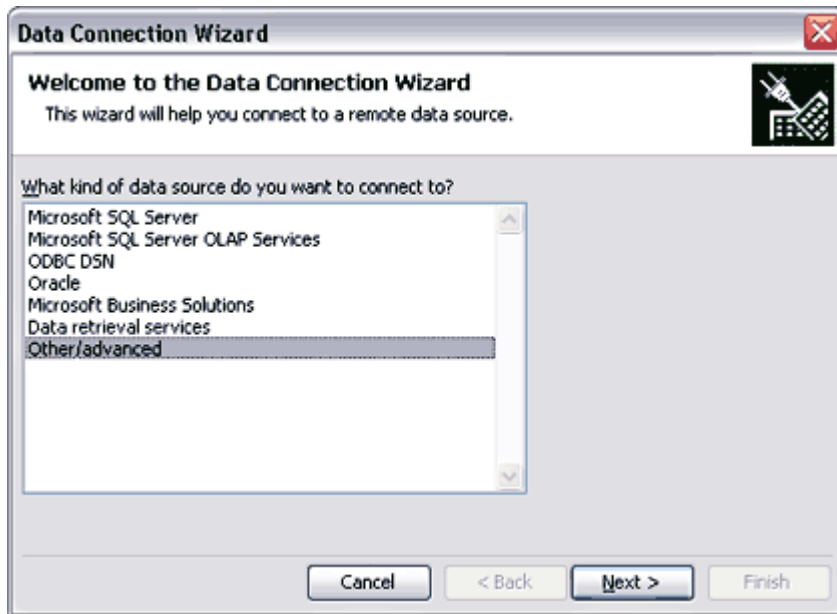 Data Connection Wizard
Welcome to the Data Connection Wizard
This wizard will help you connect to a remote data source.
What kind of data source do you want to connect to?
Microsoft SQL Server
Microsoft SQL Server OLAP Services
ODBC DSN
Oracle
Microsoft Business Solutions
Data retrieval services
Other/advanced
Cancel < Back Next > Finish